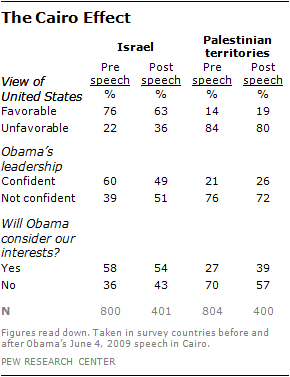 The Cairo Effect
Israel Palestinian territories
Pre speech Post speech Pre speech Post speech
View of United States % % % %
Favorable 76 63 14 19
Unfavorable 22 36 84 80
Obama's leadership
Confident 60 49 21 26
Not confident 39 51 76 72
Will Obama consider our interests?
Yes 58 54 27 39
No 36 43 70 57
N 800 401 804 400
Figures read down. Taken in survey countries before and
after Obama's June 4, 2009 speech in Cairo.
PEW RESEARCH CENTER